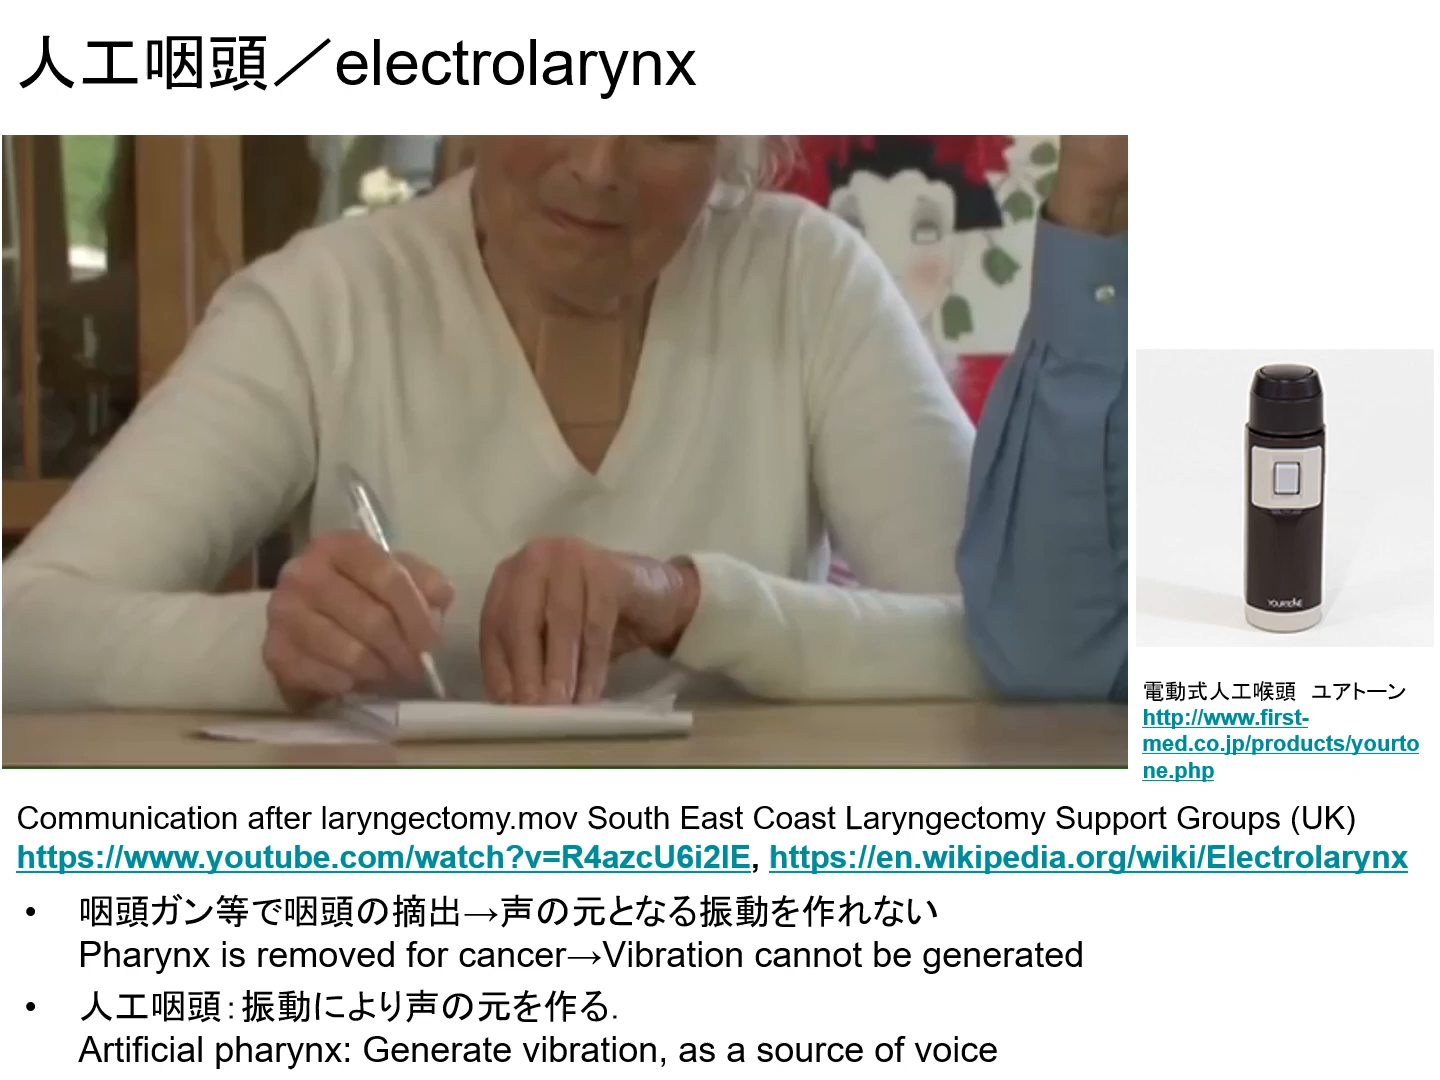 人工咽頭／electrolarynx
YOURTONE
電動式人工喉頭　ユアトーン
http://www.first-
med.co.jp/products/yourto
ne.php
Communication after laryngectomy.mov South East Coast Laryngectomy Support Groups (UK)
https://www.youtube.com/watch?v=R4azcU6i2lE, https://en.wikipedia.org/wiki/Electrolarynx
• 咽頭ガン等で咽頭の摘出→声の元となる振動を作れない
Pharynx is removed for cancer→Vibration cannot be generated
• 人工咽頭：振動により声の元を作る．
Artificial pharynx: Generate vibration, as a source of voice